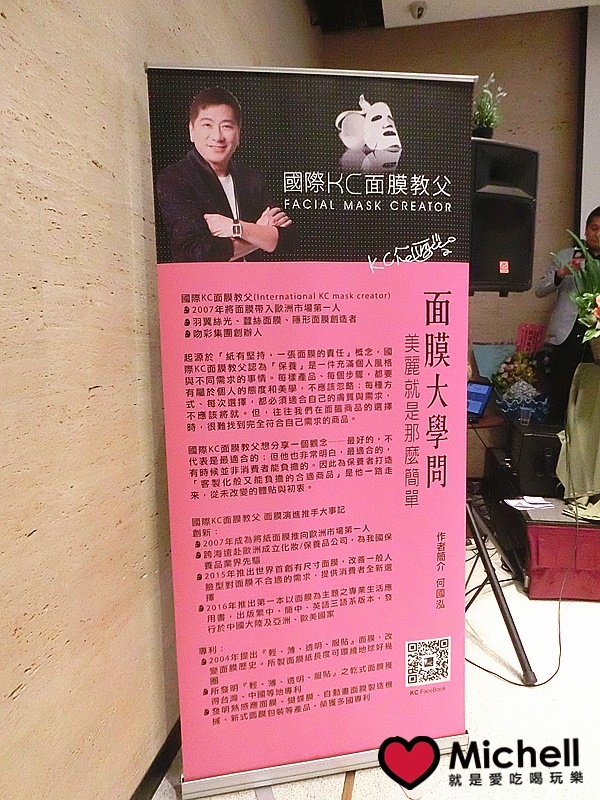 國際KC面膜教父
FACIAL MASK CREATOR
面膜大學問
美麗就是那麼簡單
作者簡介 何國泓
國際KC面膜教父(International KC mask creator)
2007年將面膜帶入歐洲市場第一人
羽翼絲光、蠶絲面膜、隱形面膜創造者
吻彩集團創辦人
起源於「紙有堅持，一張面膜的責任」概念，國
際KC面膜教父認為「保養」是一件充滿個人風格
與不同需求的事情。每樣產品、每個步驟，都要
有屬於個人的態度和美學，不應該忽略；每種方
式、每次選擇，都必須適合自己的膚質與需求，
不應該將就。但，往往我們在面臨商品的選擇
時，很難找到完全符合自己需求的商品。
國際KC面膜教父想分享一個觀念——最好的，不
代表是最適合的；但他也非常明白，最適合的，
有時候並非消費者能負擔的。因此為保養者打造
「客製化般又能負擔的合適商品」是他一路走
來，從未改變的體貼與初衷。
國際KC面膜教父 面膜演進推手大事記
創新：
2007年成為將紙面膜推向歐洲市場第一人
跨海遠赴歐洲成立化妝/保養品公司，為我國保
養品業界先驅
2015年推出世界首創有尺寸面膜，改善一般人
臉型對面膜不合適的需求，提供消費者全新選
擇
2016年推出第一本以面膜為主題之專業生活應
用書，出版繁中、簡中、英語三語系版本，發
行於中國大陸及亞洲、歐美國家
專利：
2004年提出『輕、薄、透明、服貼』面膜，改
變面膜歷史。所製面膜紙長度可環繞地球好幾
圈
所發明『輕、薄、透明、服貼』之乾式面膜獲
得台灣、中國等地專利
發明熱感應面膜、蝴蝶膜、自動畫面膜製造機
械、新式面膜包裝等產品，榮獲多國專利
KC FaceBook
Michell
就是愛吃喝玩樂